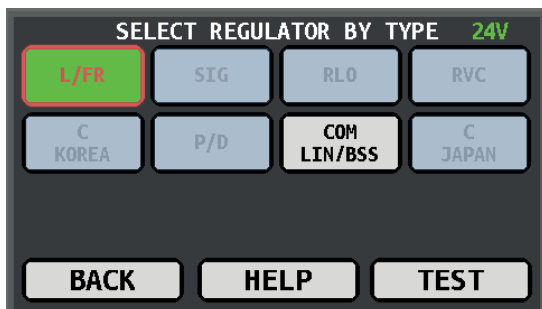 SELECT REGULATOR BY TYPE 24V
L/FR SIG RLO RVC
C KOREA P/D COM LIN/BSS C JAPAN
BACK HELP TEST